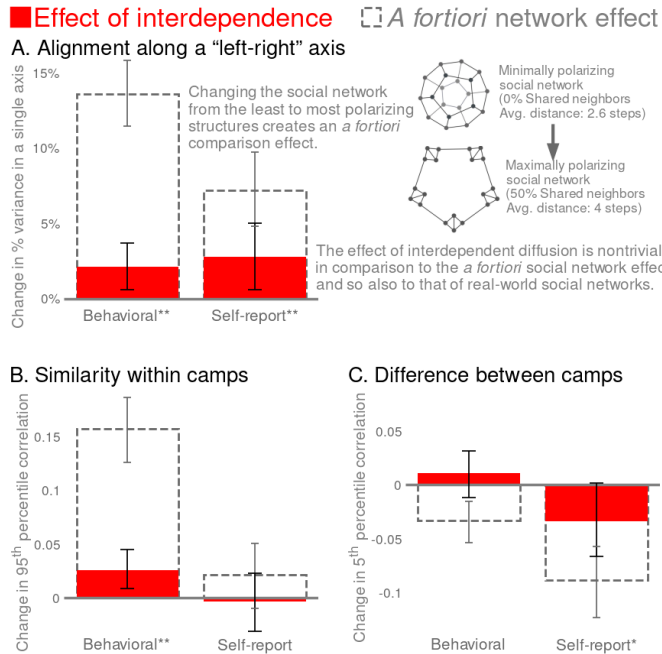 Effect of interdependence
A fortiori network effect
A. Alignment along a “left-right” axis
Change in % variance in a single axis
15%
10%
5%
0%
Changing the social network
from the least to most polarizing
structures creates an a fortiori
comparison effect.
Minimally polarizing
social network
(0% Shared neighbors
Avg. distance: 2.6 steps)
Maximally polarizing
social network
(50% Shared neighbors
Avg. distance: 4 steps)
The effect of interdependent diffusion is nontrivial
in comparison to the a fortiori social network effec
and so also to that of real-world social networks.
Behavioral**
Self-report**
B. Similarity within camps
Change in 95th percentile correlation
0.15
0.1
0.05
0
Behavioral**
Self-report
C. Difference between camps
Change in 5th percentile correlation
0.05
0
-0.05
-0.1
Behavioral
Self-report*